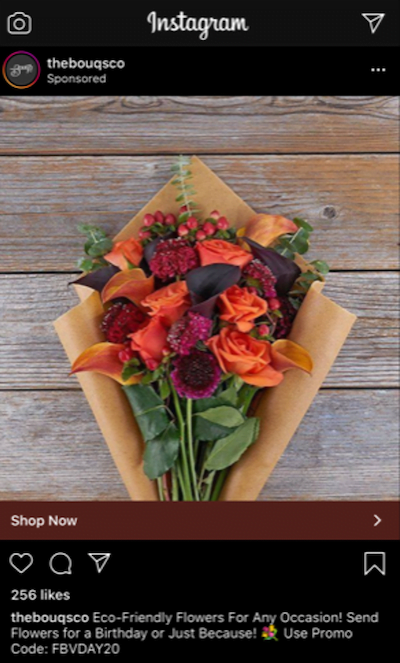 Instagram
thebouqsco
Sponsored
Shop Now
256 likes
thebouqsco Eco-Friendly Flowers For Any Occasion! Send
Flowers for a Birthday or Just Because! 💐 Use Promo
Code: FBVDAY20